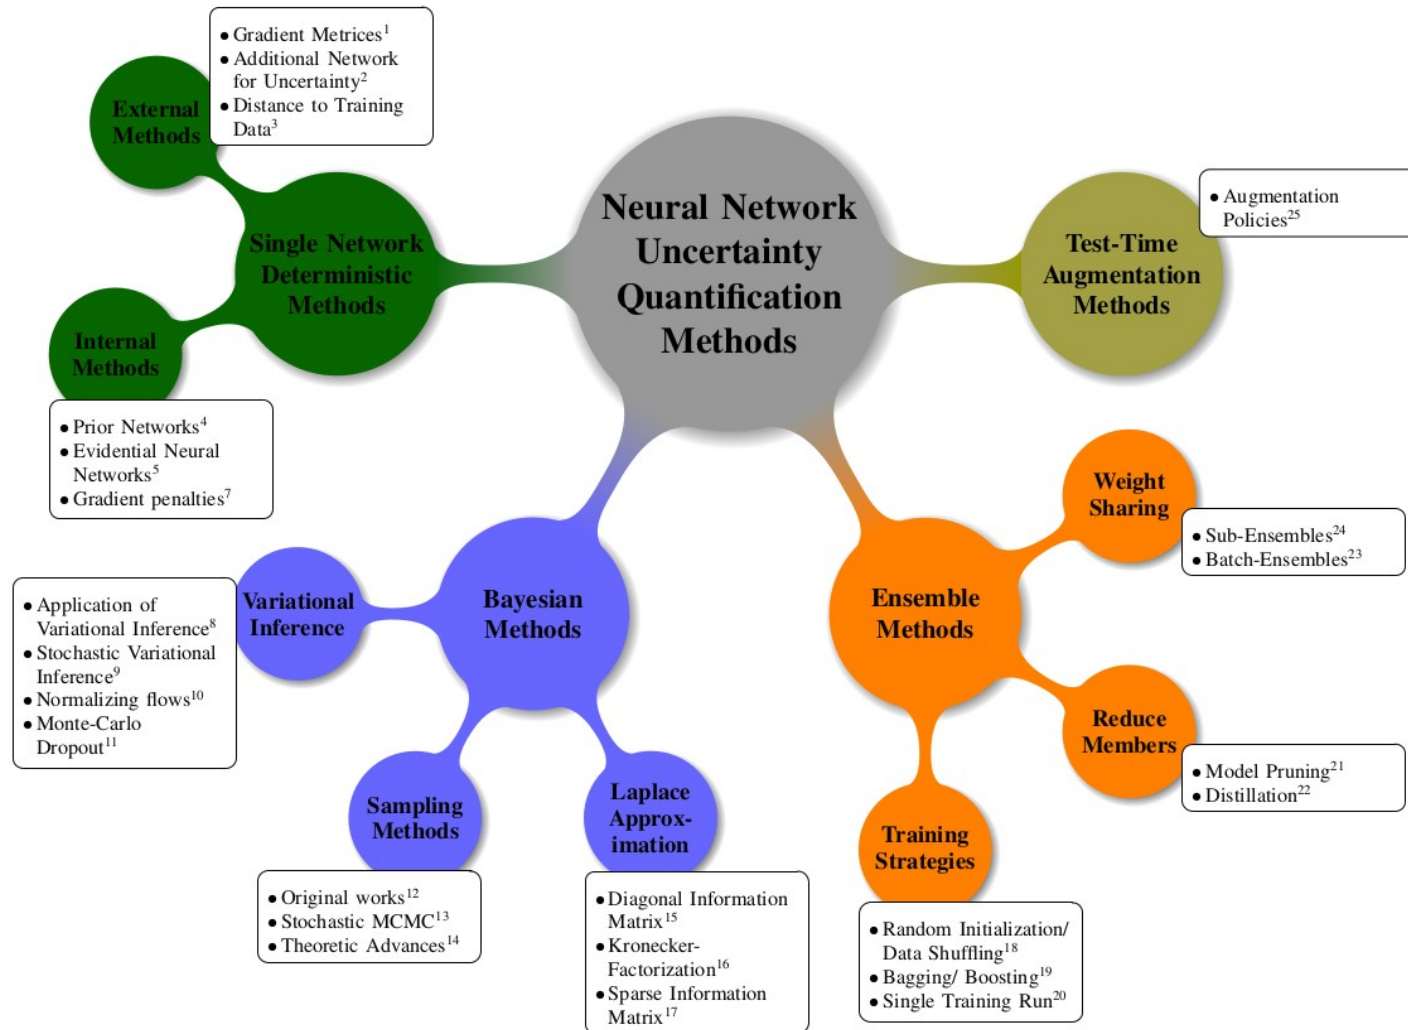 Neural Network
Uncertainty
Quantification
Methods
Single Network
Deterministic
Methods
External
Methods
● Gradient Metrices¹
● Additional Network
for Uncertainty²
● Distance to Training
Data³
Internal
Methods
● Prior Networks⁴
● Evidential Neural
Networks⁵
● Gradient penalties⁷
Test-Time
Augmentation
Methods
● Augmentation
Policies²⁵
Bayesian
Methods
Variational
Inference
● Application of
Variational Inference⁸
● Stochastic Variational
Inference⁹
● Normalizing flows¹⁰
● Monte-Carlo
Dropout¹¹
Sampling
Methods
● Original works¹²
● Stochastic MCMC¹³
● Theoretic Advances¹⁴
Laplace
Approx-
imation
● Diagonal Information
Matrix¹⁵
● Kronecker-
Factorization¹⁶
● Sparse Information
Matrix¹⁷
Ensemble
Methods
Weight
Sharing
● Sub-Ensembles²⁴
● Batch-Ensembles²³
Reduce
Members
● Model Pruning²¹
● Distillation²²
Training
Strategies
● Random Initialization/
Data Shuffling¹⁸
● Bagging/ Boosting¹⁹
● Single Training Run²⁰